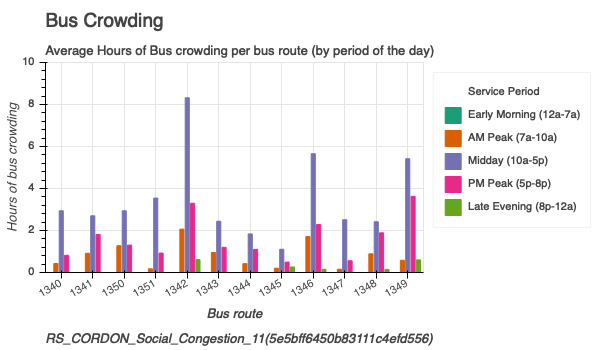 Bus Crowding
Average Hours of Bus crowding per bus route (by period of the day)
10
8
6
4
2
0
Hours of bus crowding
1340
1341
1350
1351
1342
1343
1344
1345
1346
1347
1348
1349
Bus route
Service Period
Early Morning (12a-7a)
AM Peak (7a-10a)
Midday (10a-5p)
PM Peak (5p-8p)
Late Evening (8p-12a)
RS_CORDON_Social_Congestion_11(5e5bff6450b83111c4efd556)